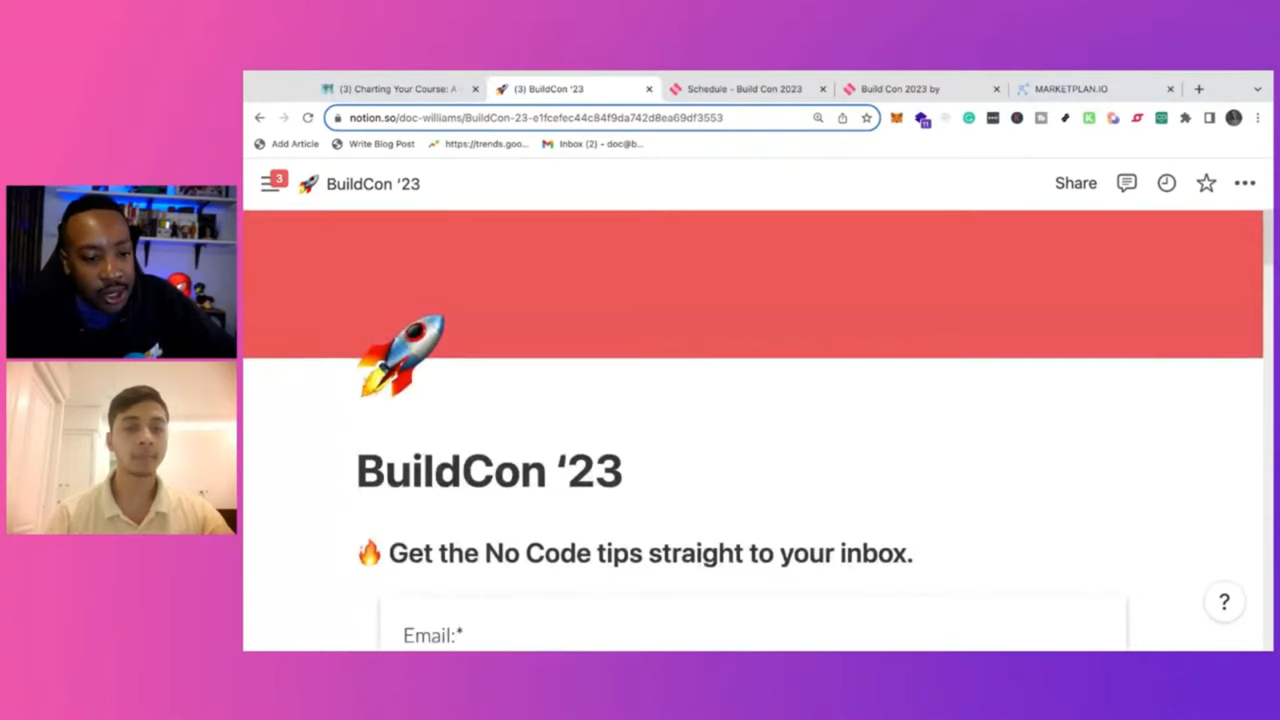 (3) Charting Your Course: A
(3) BuildCon '23
Schedule - Build Con 2023
Build Con 2023 by
MARKETPLAN.IO
notion.so/doc-williams/BuildCon-23-e1fcefec44c84f9da742d8ea69df3553
11
Add Article
Write Blog Post
https://trends.goo...
Inbox (2) - doc@b...
3
BuildCon ‘23
Share
BuildCon ‘23
Get the No Code tips straight to your inbox.
Email:*
?